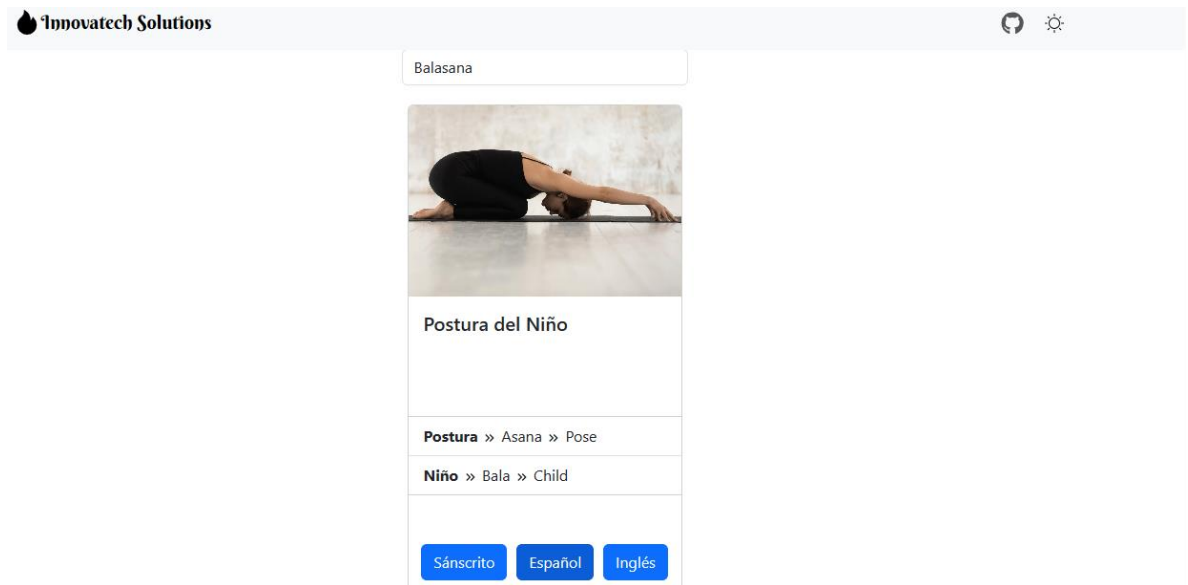 Innovatech Solutions
Balasana
Postura del Niño
Postura » Asana » Pose
Niño » Bala » Child
Sánscrito Español Inglés